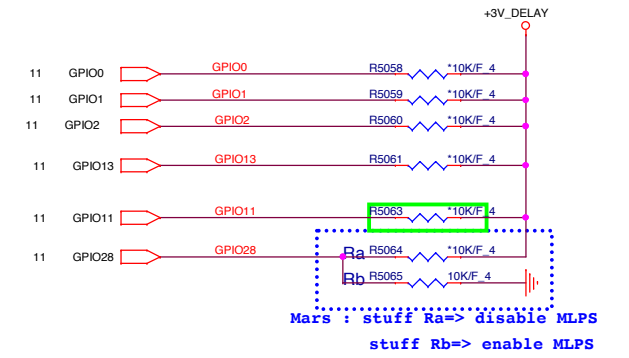 +3V_DELAY
11 GPIO0 GPIO0 R5058 *10K/F_4
11 GPIO1 GPIO1 R5059 *10K/F_4
11 GPIO2 GPIO2 R5060 *10K/F_4
11 GPIO13 GPIO13 R5061 *10K/F_4
11 GPIO11 GPIO11 R5063 *10K/F_4
11 GPIO28 GPIO28 Ra R5064 *10K/F_4
Rb R5065 10K/F_4
Mars : stuff Ra=> disable MLPS
stuff Rb=> enable MLPS